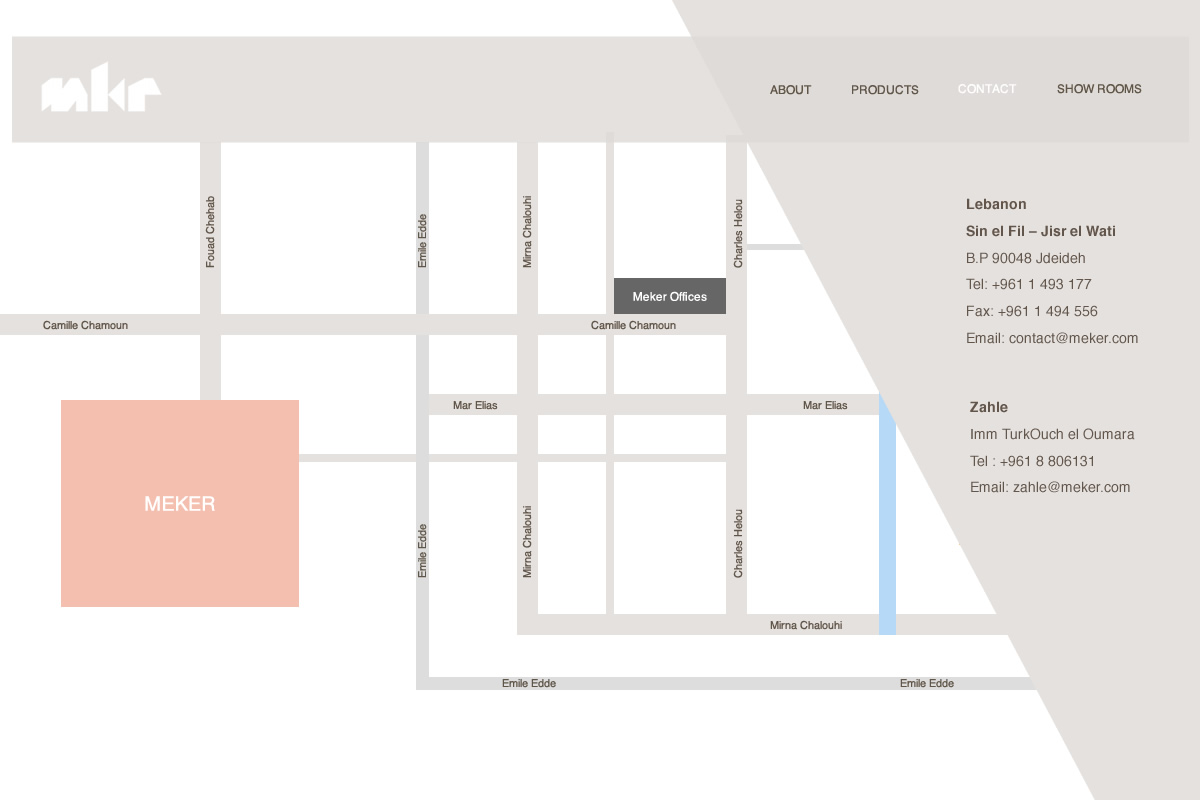 mkr
ABOUT
PRODUCTS
CONTACT
SHOW ROOMS
Lebanon
Sin el Fil – Jisr el Wati
B.P 90048 Jdeideh
Tel: +961 1 493 177
Fax: +961 1 494 556
Email: contact@meker.com
Zahle
Imm TurkOuch el Oumara
Tel : +961 8 806131
Email: zahle@meker.com
Fouad Chehab
Emile Edde
Mirna Chalouhi
Charles Helou
Meker Offices
Camille Chamoun
Camille Chamoun
Mar Elias
Mar Elias
MEKER
Emile Edde
Mirna Chalouhi
Charles Helou
Mirna Chalouhi
Emile Edde
Emile Edde